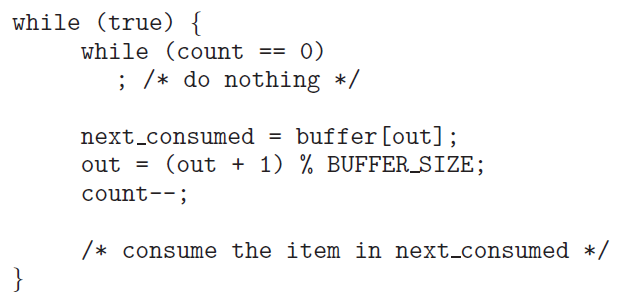 while (true) {
while (count == 0)
; /* do nothing */
next_consumed = buffer[out];
out = (out + 1) % BUFFER_SIZE;
count--;
/* consume the item in next_consumed */
}